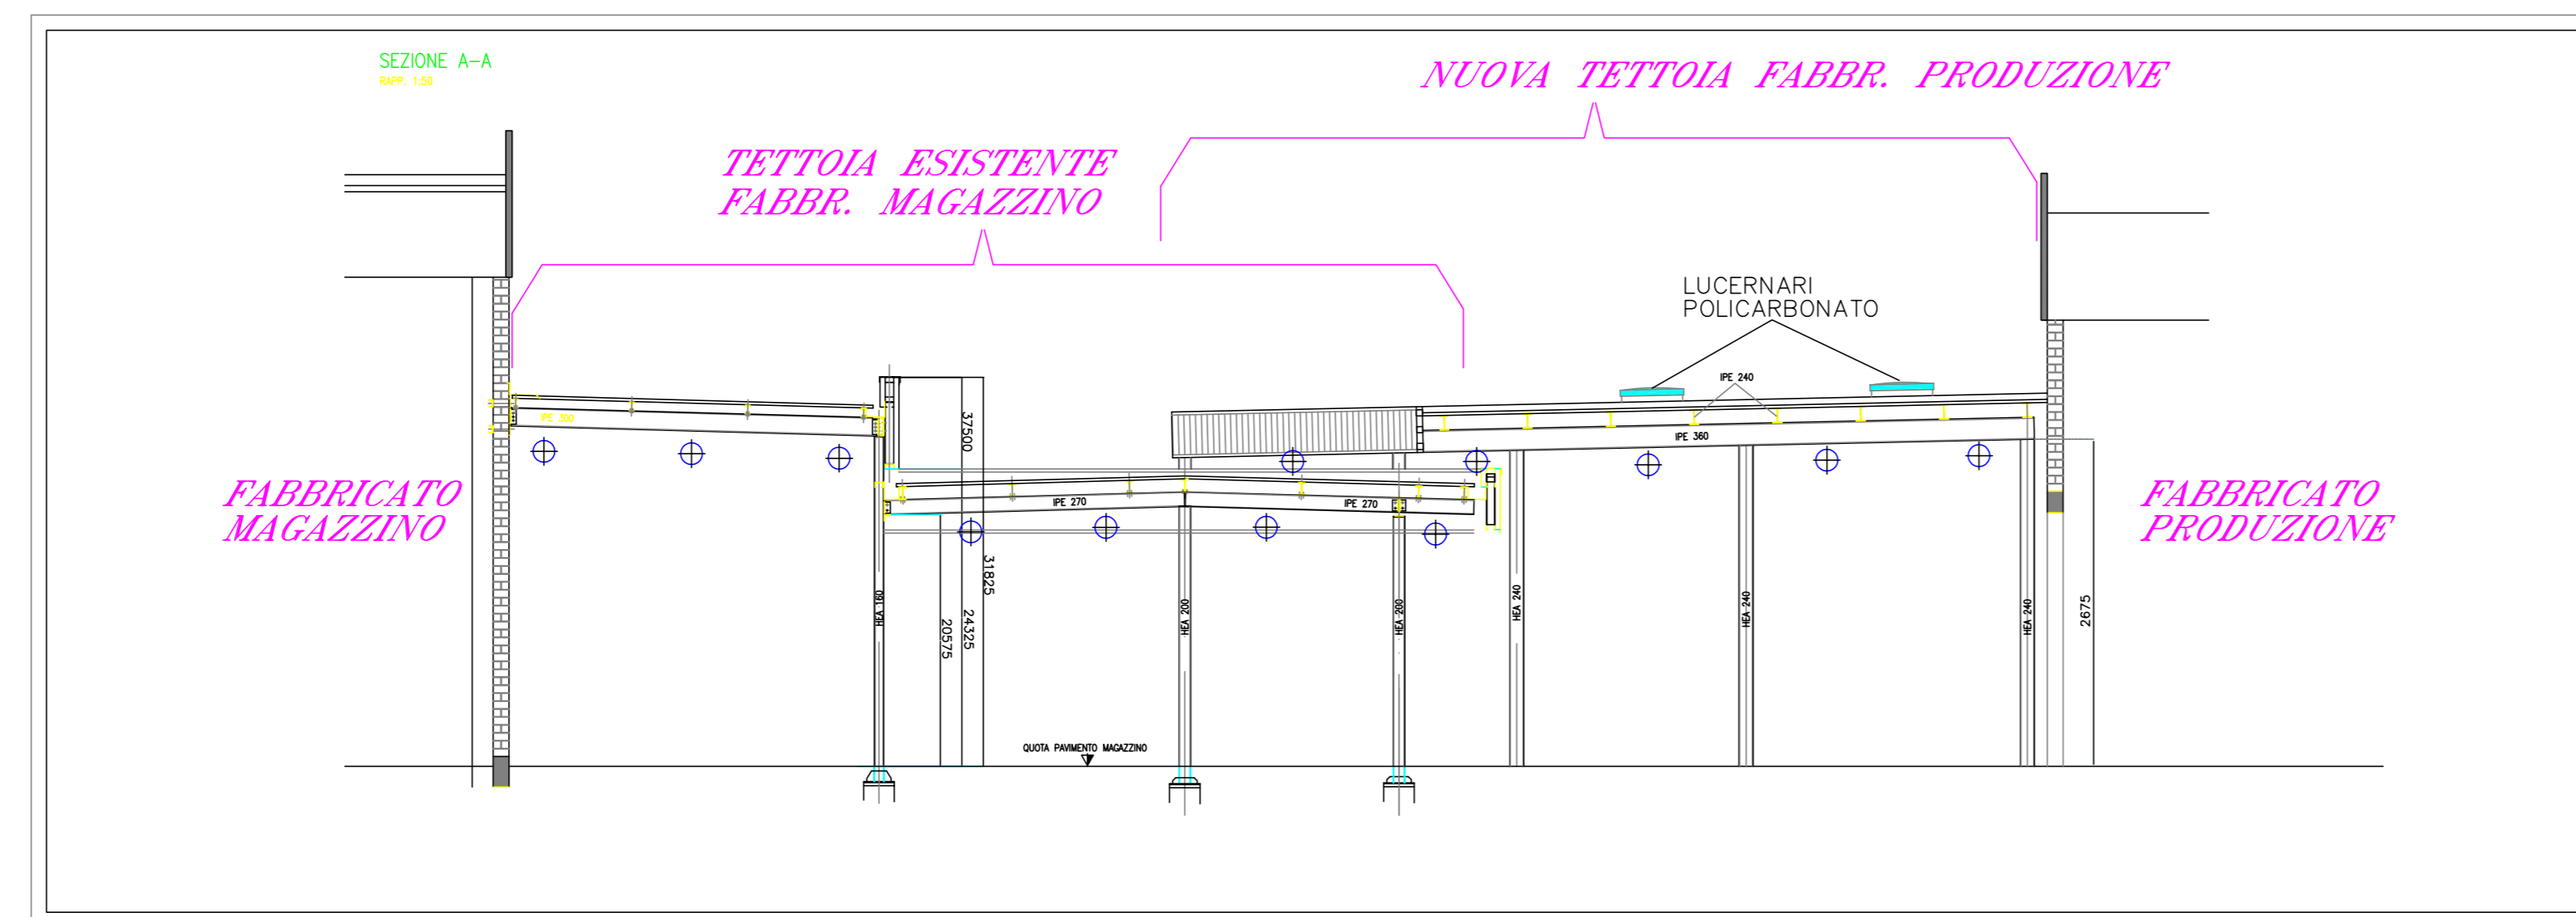 SEZIONE A-A
RAPP. 1:50
NUOVA TETTOIA FABBR. PRODUZIONE
TETTOIA ESISTENTE
FABBR. MAGAZZINO
LUCERNARI
POLICARBONATO
IPE 240
IPE 300
37500
IPE 360
FABBRICATO
MAGAZZINO
FABBRICATO
PRODUZIONE
IPE 270
IPE 270
31825
24325
20575
HEA 160
HEA 200
HEA 200
HEA 240
HEA 240
HEA 240
2675
QUOTA PAVIMENTO MAGAZZINO